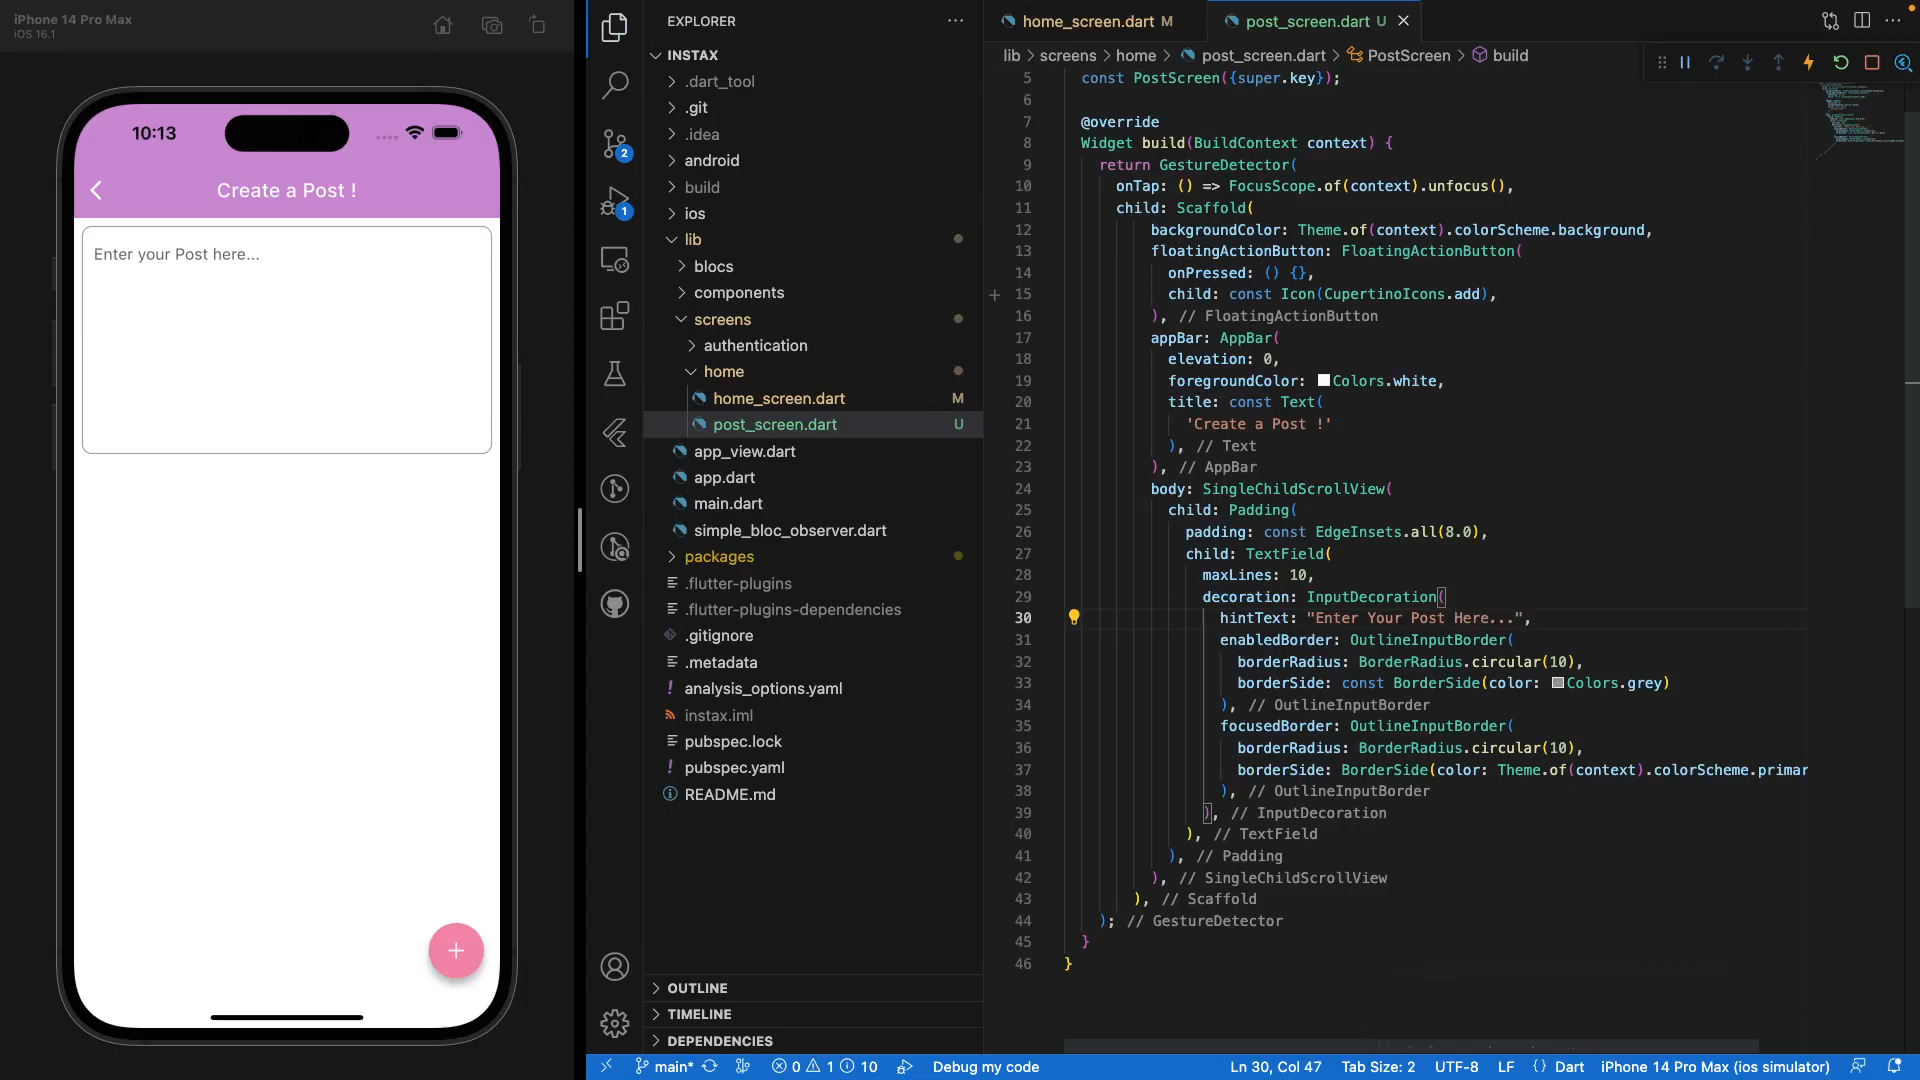 iPhone 14 Pro Max
iOS 16.1
10:13
Create a Post !
Enter your Post here...
EXPLORER
INSTAX
.dart_tool
.git
.idea
android
build
ios
lib
blocs
components
screens
authentication
home
home_screen.dart M
post_screen.dart U
app_view.dart
app.dart
main.dart
simple_bloc_observer.dart
packages
.flutter-plugins
.flutter-plugins-dependencies
.gitignore
.metadata
analysis_options.yaml
instax.iml
pubspec.lock
pubspec.yaml
README.md
OUTLINE
TIMELINE
DEPENDENCIES
2
1
home_screen.dart M
post_screen.dart U
lib > screens > home > post_screen.dart > PostScreen > build
5 const PostScreen({super.key});
6
7 @override
8 Widget build(BuildContext context) {
9 return GestureDetector(
10 onTap: () => FocusScope.of(context).unfocus(),
11 child: Scaffold(
12 backgroundColor: Theme.of(context).colorScheme.background,
13 floatingActionButton: FloatingActionButton(
14 onPressed: () {},
15 child: const Icon(CupertinoIcons.add),
16 ), // FloatingActionButton
17 appBar: AppBar(
18 elevation: 0,
19 foregroundColor: Colors.white,
20 title: const Text(
21 'Create a Post !'
22 ), // Text
23 ), // AppBar
24 body: SingleChildScrollView(
25 child: Padding(
26 padding: const EdgeInsets.all(8.0),
27 child: TextField(
28 maxLines: 10,
29 decoration: InputDecoration(
30 hintText: "Enter Your Post Here...",
31 enabledBorder: OutlineInputBorder(
32 borderRadius: BorderRadius.circular(10),
33 borderSide: const BorderSide(color: Colors.grey)
34 ), // OutlineInputBorder
35 focusedBorder: OutlineInputBorder(
36 borderRadius: BorderRadius.circular(10),
37 borderSide: BorderSide(color: Theme.of(context).colorScheme.primar
38 ), // OutlineInputBorder
39 ), // InputDecoration
40 ), // TextField
41 ), // Padding
42 ), // SingleChildScrollView
43 ), // Scaffold
44 ); // GestureDetector
45 }
46 }
main* 0 1 10 Debug my code Ln 30, Col 47 Tab Size: 2 UTF-8 LF {} Dart iPhone 14 Pro Max (ios simulator)